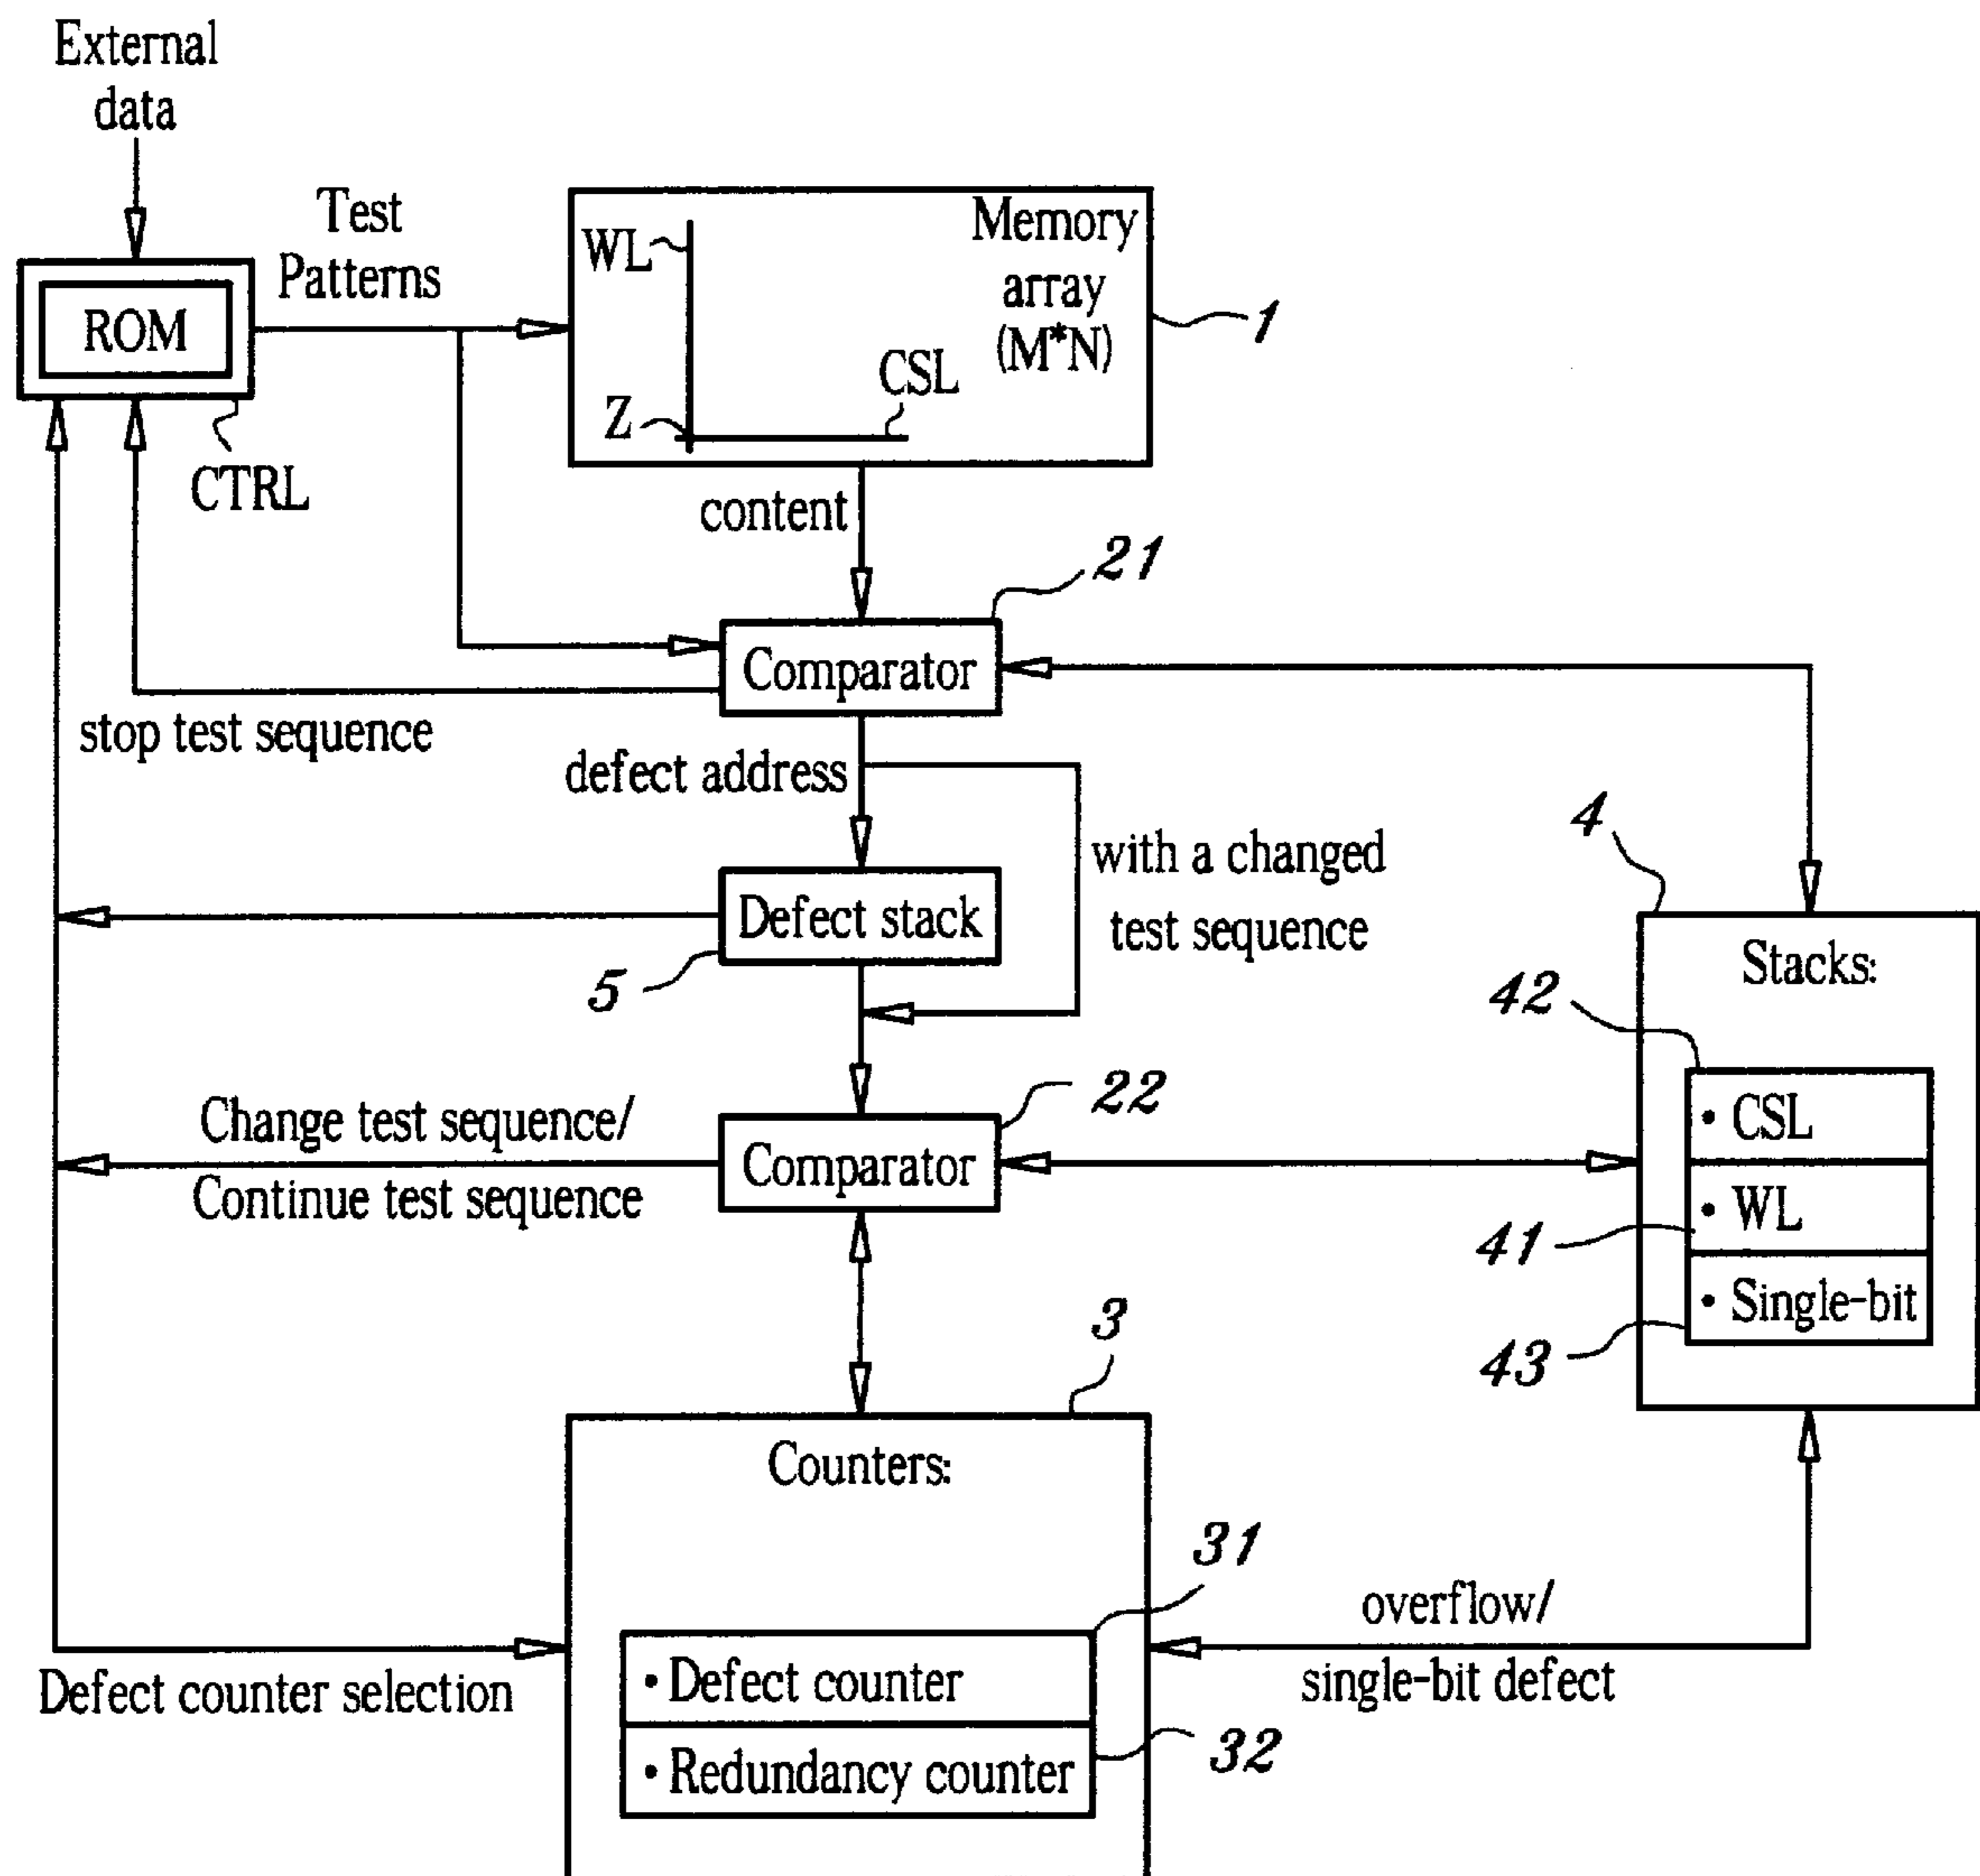 External
data
Test
Patterns
ROM
CTRL
WL
Memory
array
(M*N)
CSL
Z
1
content
21
Comparator
stop test sequence
defect address
with a changed
test sequence
Defect stack
5
4
Stacks:
42
• CSL
• WL
41
• Single-bit
43
22
Change test sequence/
Continue test sequence
Comparator
3
Counters:
31
• Defect counter
• Redundancy counter
32
overflow/
single-bit defect
Defect counter selection